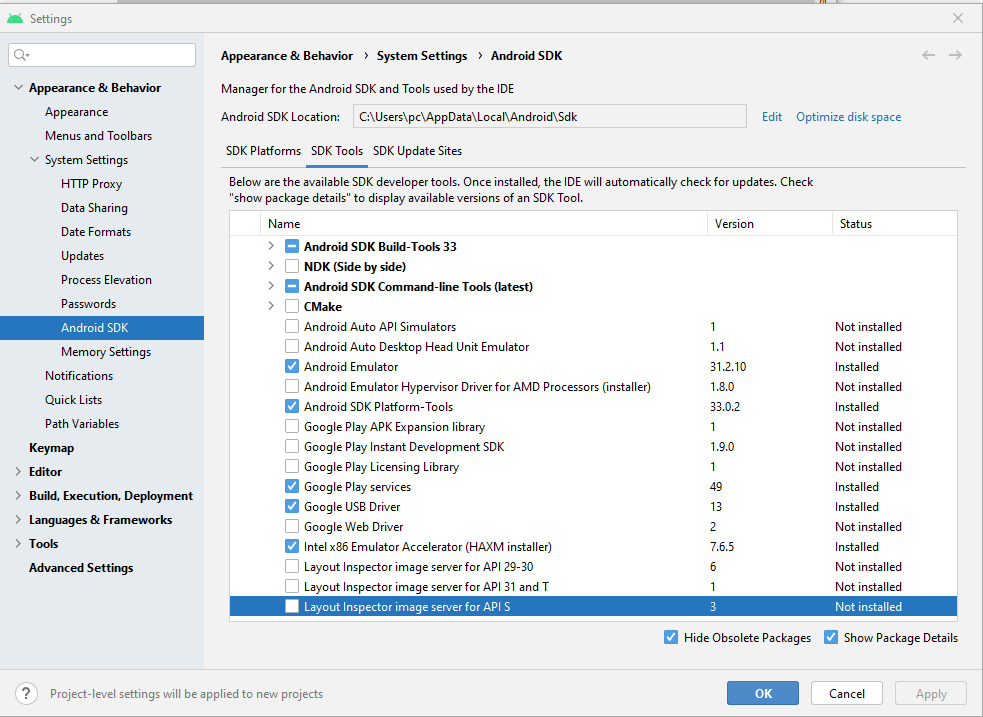 Settings
Appearance & Behavior
Appearance
Menus and Toolbars
System Settings
HTTP Proxy
Data Sharing
Date Formats
Updates
Process Elevation
Passwords
Android SDK
Memory Settings
Notifications
Quick Lists
Path Variables
Keymap
Editor
Build, Execution, Deployment
Languages & Frameworks
Tools
Advanced Settings
Appearance & Behavior › System Settings › Android SDK
Manager for the Android SDK and Tools used by the IDE
Android SDK Location: C:\Users\pc\AppData\Local\Android\Sdk Edit Optimize disk space
SDK Platforms SDK Tools SDK Update Sites
Below are the available SDK developer tools. Once installed, the IDE will automatically check for updates. Check
"show package details" to display available versions of an SDK Tool.
Name Version Status
Android SDK Build-Tools 33
NDK (Side by side)
Android SDK Command-line Tools (latest)
CMake
Android Auto API Simulators 1 Not installed
Android Auto Desktop Head Unit Emulator 1.1 Not installed
Android Emulator 31.2.10 Installed
Android Emulator Hypervisor Driver for AMD Processors (installer) 1.8.0 Not installed
Android SDK Platform-Tools 33.0.2 Installed
Google Play APK Expansion library 1 Not installed
Google Play Instant Development SDK 1.9.0 Not installed
Google Play Licensing Library 1 Not installed
Google Play services 49 Installed
Google USB Driver 13 Installed
Google Web Driver 2 Not installed
Intel x86 Emulator Accelerator (HAXM installer) 7.6.5 Installed
Layout Inspector image server for API 29-30 6 Not installed
Layout Inspector image server for API 31 and T 1 Not installed
Layout Inspector image server for API S 3 Not installed
Hide Obsolete Packages Show Package Details
? Project-level settings will be applied to new projects
OK Cancel Apply